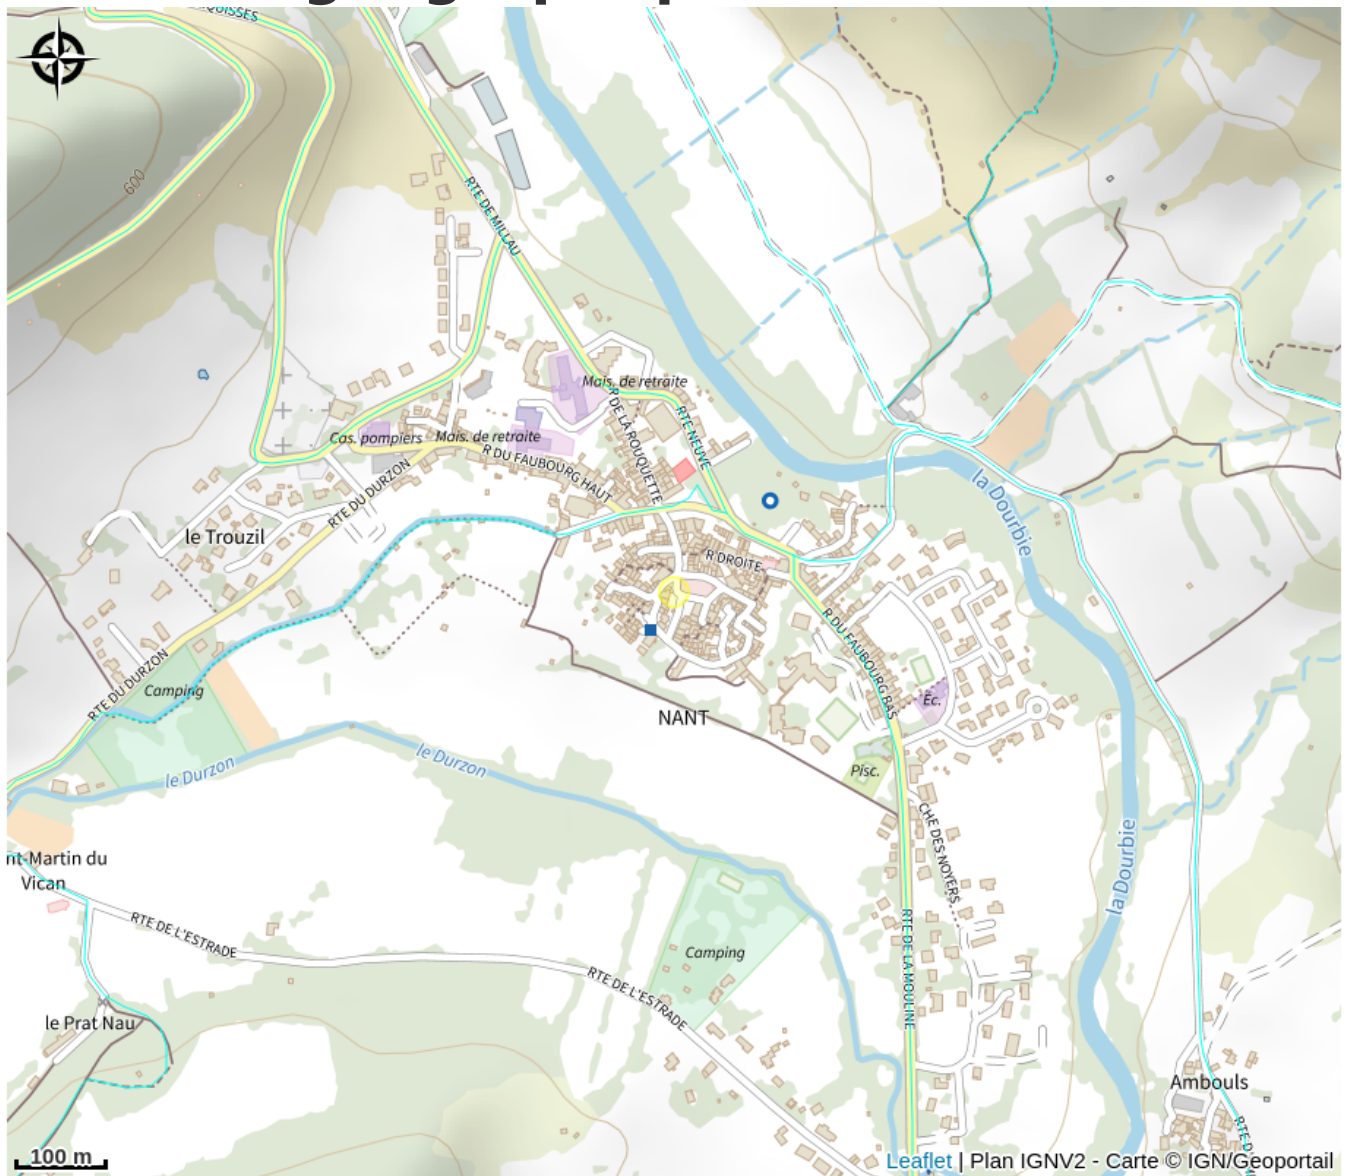 QUISSES
600
RTE DE MILLAU
Mais. de retraite
R DE LA ROUQUETTE
RTE NEUVE
Cas. pompiers
Mais. de retraite
R DU FAUBOURG HAUT
RTE DU DURZON
la Dourbie
le Trouzil
R DROITE
R DU FAUBOURG BAS
RTE DU DURZON
Camping
Éc.
NANT
le Durzon
le Durzon
Pisc.
CHE DES NOYERS
la Dourbie
nt-Martin du
Vican
RTE DE L'ESTRADE
Camping
RTE DE LA MOULINE
RTE DE L'ESTRADE
le Prat Nau
Ambouls
RTE D
100 m
Leaflet | Plan IGNV2 - Carte © IGN/Geoportail